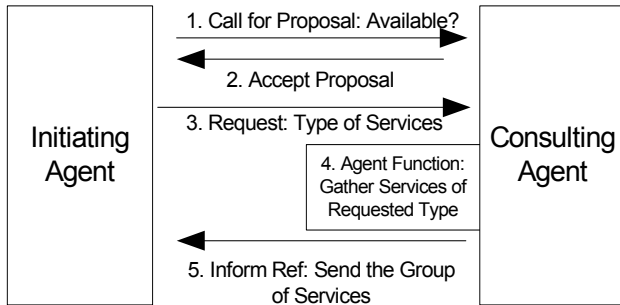 1. Call for Proposal: Available?
2. Accept Proposal
3. Request: Type of Services
Initiating
Agent
Consulting
Agent
4. Agent Function:
Gather Services of
Requested Type
5. Inform Ref: Send the Group
of Services